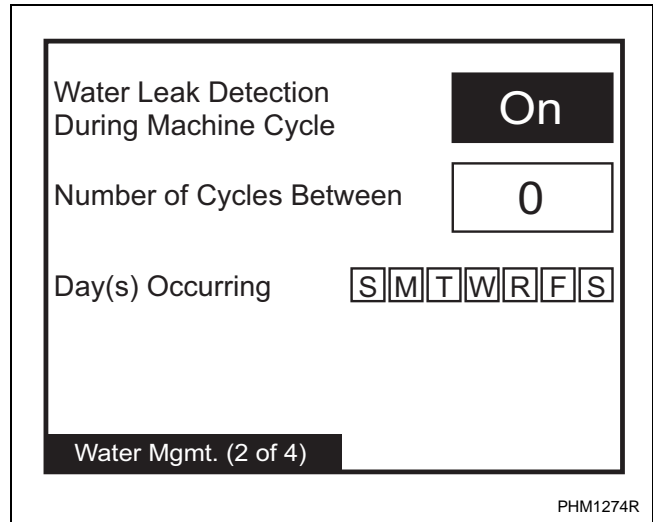 Water Leak Detection
During Machine Cycle
On
Number of Cycles Between
0
Day(s) Occurring
S M T W R F S
Water Mgmt. (2 of 4)
PHM1274R